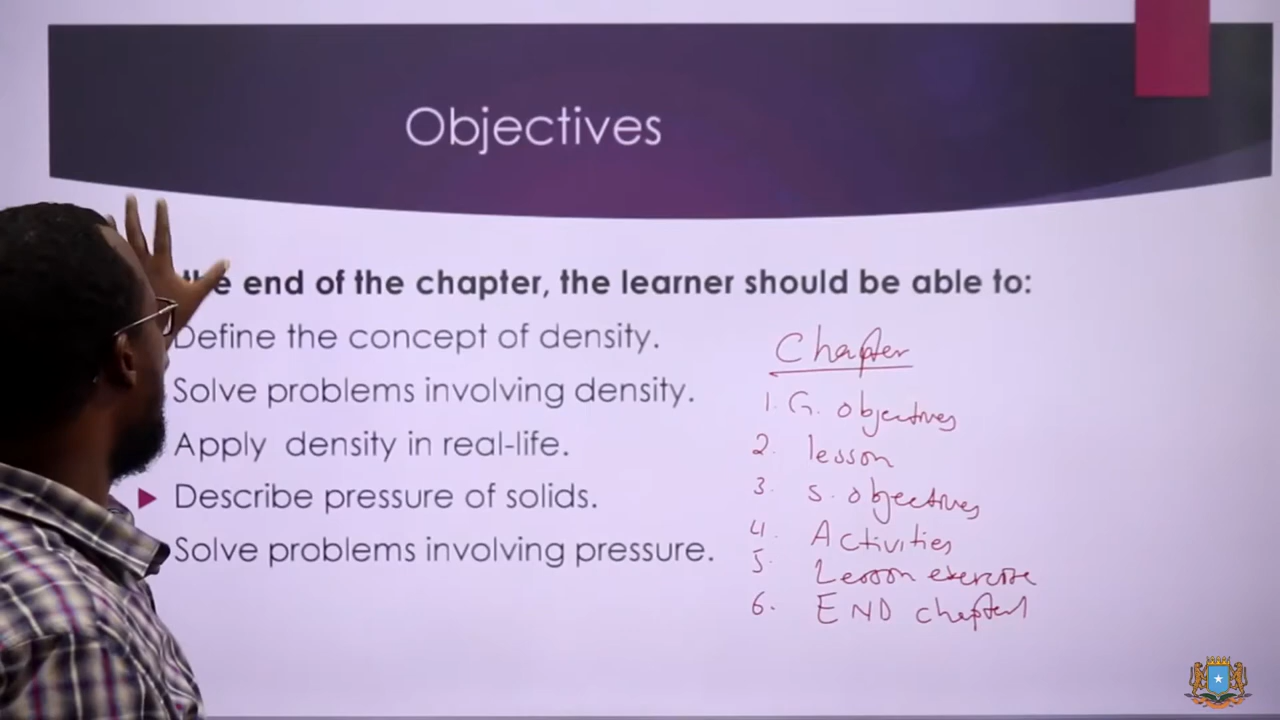 Objectives
the end of the chapter, the learner should be able to:
Define the concept of density.
Solve problems involving density.
Apply density in real-life.
Describe pressure of solids.
Solve problems involving pressure.
Chapter
1. G. objectives
2. lesson
3. S. objectives
4. Activities
5. Lesson exercise
6. END chapter